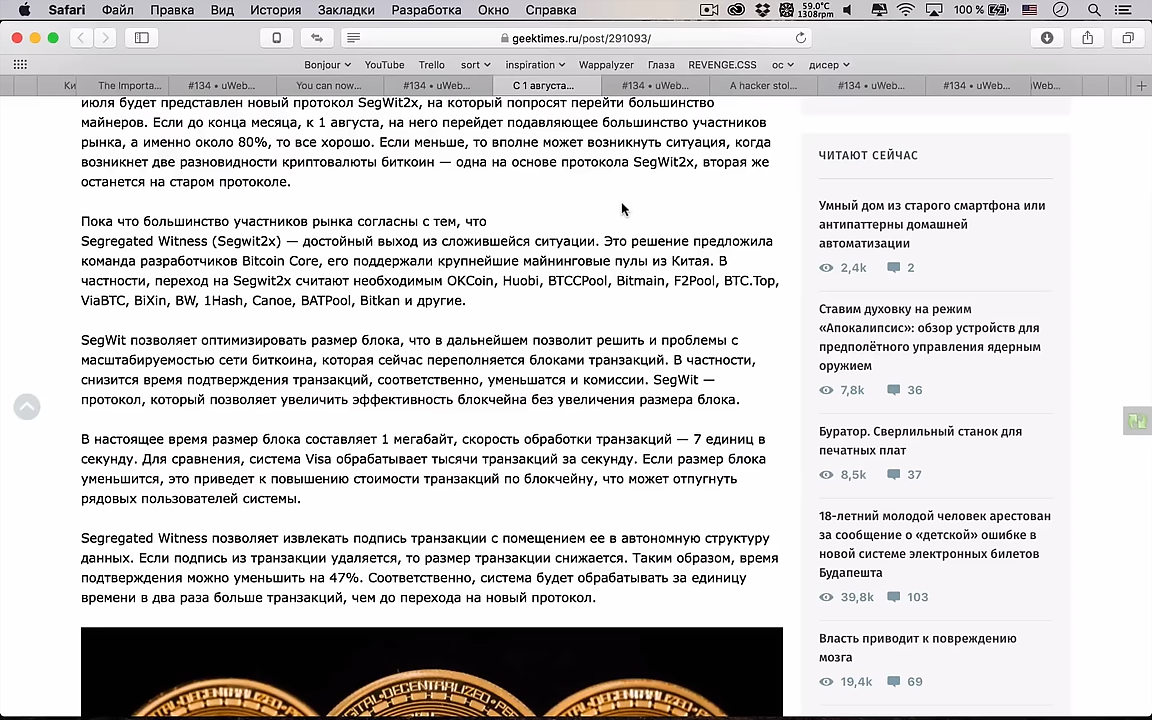 Safari Файл Правка Вид История Закладки Разработка Окно Справка
59.0°C
1308rpm
100 %
geektimes.ru/post/291093/
Bonjour YouTube Trello sort inspiration Wappalyzer Глаза REVENGE.CSS ос дисер
Ки The Importa... #134 – uWeb... You can now... #134 – uWeb... С 1 августа... #134 – uWeb... A hacker stol... #134 – uWeb... #134 – uWeb... Web...
июля будет представлен новый протокол SegWit2x, на который попросят перейти большинство
майнеров. Если до конца месяца, к 1 августа, на него перейдет подавляющее большинство участников
рынка, а именно около 80%, то все хорошо. Если меньше, то вполне может возникнуть ситуация, когда
возникнет две разновидности криптовалюты биткоин — одна на основе протокола SegWit2x, вторая же
останется на старом протоколе.
Пока что большинство участников рынка согласны с тем, что
Segregated Witness (Segwit2x) — достойный выход из сложившейся ситуации. Это решение предложила
команда разработчиков Bitcoin Core, его поддержали крупнейшие майнинговые пулы из Китая. В
частности, переход на Segwit2x считают необходимым OKCoin, Huobi, BTCCPool, Bitmain, F2Pool, BTC.Top,
ViaBTC, BiXin, BW, 1Hash, Canoe, BATPool, Bitkan и другие.
SegWit позволяет оптимизировать размер блока, что в дальнейшем позволит решить и проблемы с
масштабируемостью сети биткоина, которая сейчас переполняется блоками транзакций. В частности,
снизится время подтверждения транзакций, соответственно, уменьшатся и комиссии. SegWit —
протокол, который позволяет увеличить эффективность блокчейна без увеличения размера блока.
В настоящее время размер блока составляет 1 мегабайт, скорость обработки транзакций — 7 единиц в
секунду. Для сравнения, система Visa обрабатывает тысячи транзакций за секунду. Если размер блока
уменьшится, это приведет к повышению стоимости транзакций по блокчейну, что может отпугнуть
рядовых пользователей системы.
Segregated Witness позволяет извлекать подпись транзакции с помещением ее в автономную структуру
данных. Если подпись из транзакции удаляется, то размер транзакции снижается. Таким образом, время
подтверждения можно уменьшить на 47%. Соответственно, система будет обрабатывать за единицу
времени в два раза больше транзакций, чем до перехода на новый протокол.
DECENTRALIZED DIGITAL DECENTRALIZED DECENTRALIZED
ЧИТАЮТ СЕЙЧАС
Умный дом из старого смартфона или
антипаттерны домашней
автоматизации
2,4k 2
Ставим духовку на режим
«Апокалипсис»: обзор устройств для
предполётного управления ядерным
оружием
7,8k 36
Буратор. Сверлильный станок для
печатных плат
8,5k 37
18-летний молодой человек арестован
за сообщение о «детской» ошибке в
новой системе электронных билетов
Будапешта
39,8k 103
Власть приводит к повреждению
мозга
19,4k 69